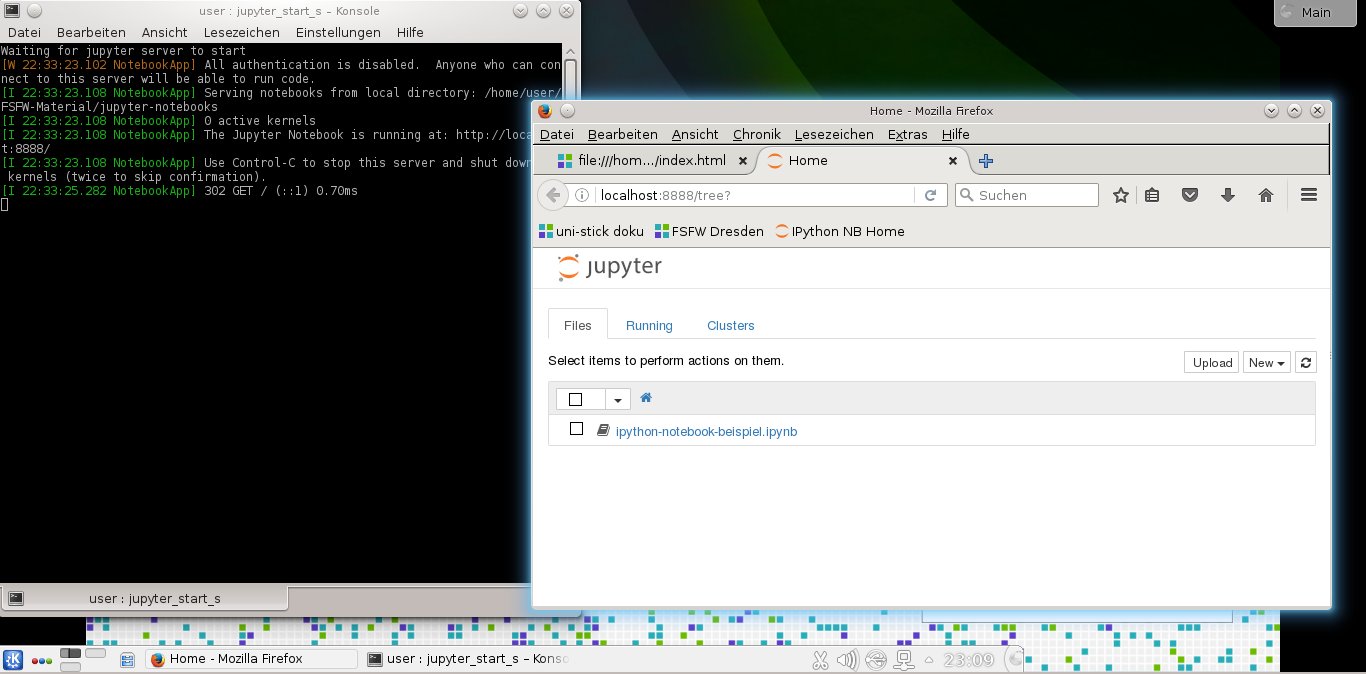 user : jupyter_start_s – Konsole
Datei Bearbeiten Ansicht Lesezeichen Einstellungen Hilfe
Waiting for jupyter server to start
[W 22:33:23.102 NotebookApp] All authentication is disabled.  Anyone who can con
nect to this server will be able to run code.
[I 22:33:23.108 NotebookApp] Serving notebooks from local directory: /home/user/
FSFW-Material/jupyter-notebooks
[I 22:33:23.108 NotebookApp] 0 active kernels
[I 22:33:23.108 NotebookApp] The Jupyter Notebook is running at: http://loca
t:8888/
[I 22:33:23.108 NotebookApp] Use Control-C to stop this server and shut down
kernels (twice to skip confirmation).
[I 22:33:25.282 NotebookApp] 302 GET / (::1) 0.70ms
user : jupyter_start_s
Main
Home - Mozilla Firefox
Datei Bearbeiten Ansicht Chronik Lesezeichen Extras Hilfe
file:///hom.../index.html Home
localhost:8888/tree? Suchen
uni-stick doku FSFW Dresden IPython NB Home
jupyter
Files Running Clusters
Select items to perform actions on them. Upload New
ipython-notebook-beispiel.ipynb
Home - Mozilla Firefox user : jupyter_start_s – Konso 23:09